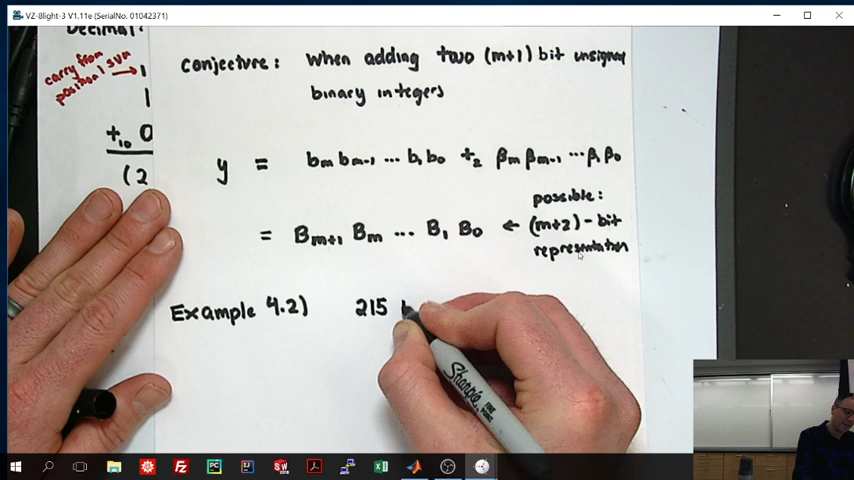 VZ-8light-3 V1.11e (SerialNo. 01042371)
Decimal:
carry from
position 1 sum → 1
1
+₁₀ 0
(2
conjecture: When adding two (m+1) bit unsigned
binary integers
y = bₘ bₘ₋₁ ... b₁ b₀ +₂ βₘ βₘ₋₁ ... β₁ β₀
possible:
= Bₘ₊₁ Bₘ ... B₁ B₀ ← (m+2) - bit
representation
Example 4.2) 215
Sharpie
FINE POINT